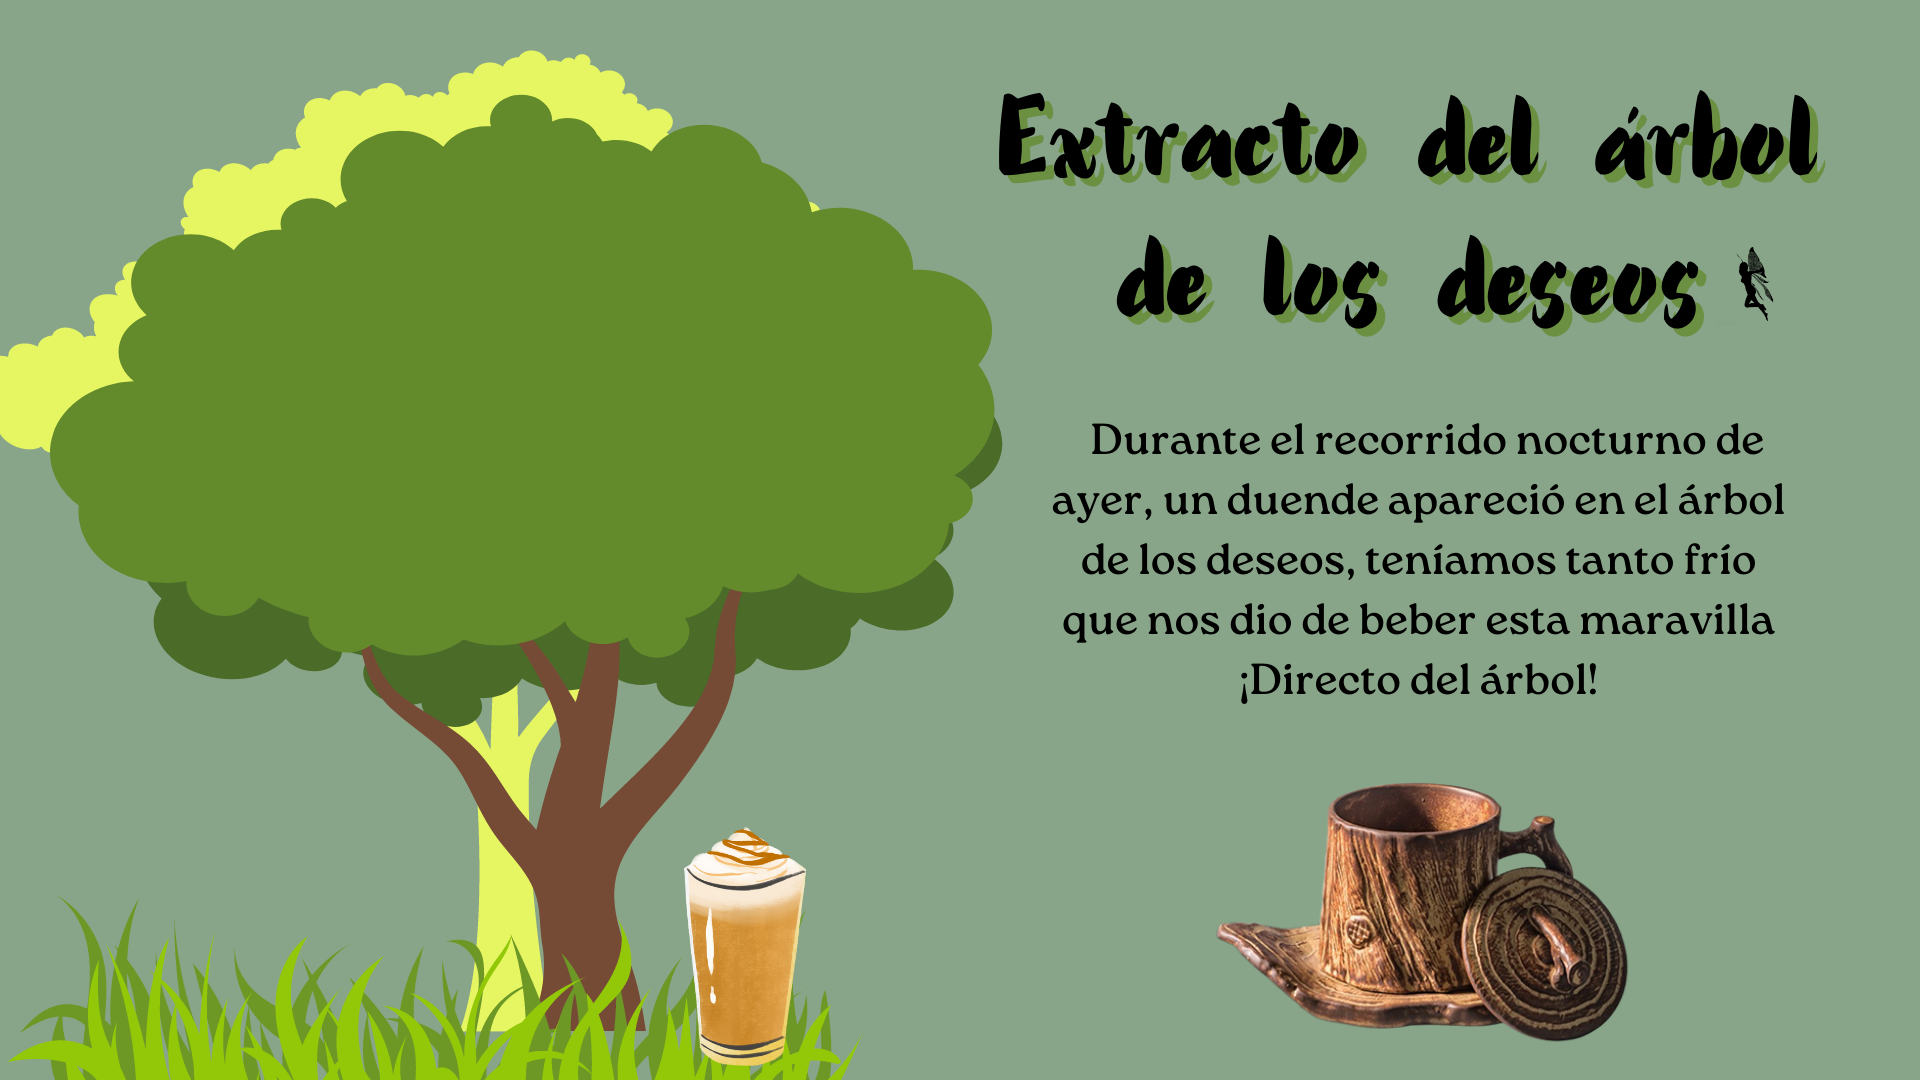 Extracto del árbol
de los deseos
Durante el recorrido nocturno de
ayer, un duende apareció en el árbol
de los deseos, teníamos tanto frío
que nos dio de beber esta maravilla
¡Directo del árbol!